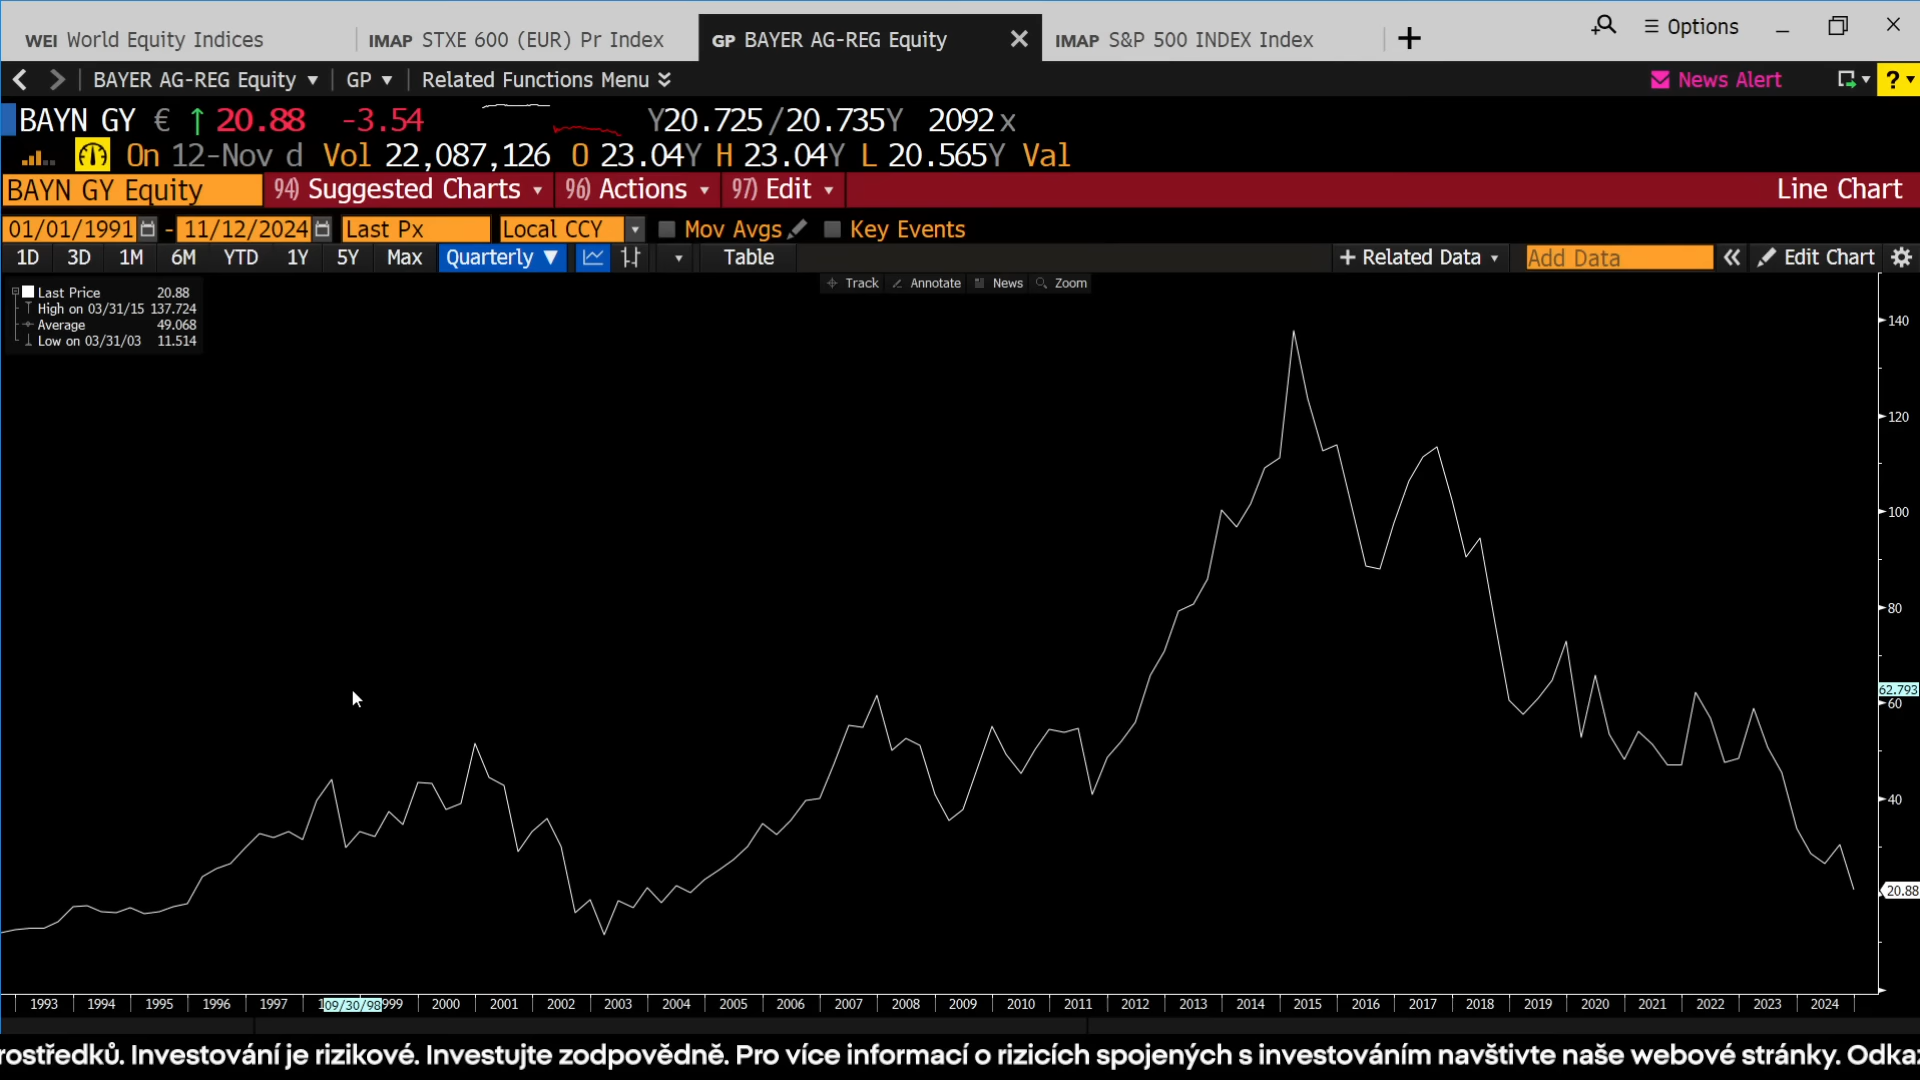 WEI World Equity Indices IMAP STXE 600 (EUR) Pr Index GP BAYER AG-REG Equity IMAP S&P 500 INDEX Index Options
BAYER AG-REG Equity GP Related Functions Menu News Alert ?
BAYN GY € ↑ 20.88 -3.54 Y20.725/20.735Y 2092x
On 12-Nov d Vol 22,087,126 O 23.04Y H 23.04Y L 20.565Y Val
BAYN GY Equity 94) Suggested Charts 96) Actions 97) Edit Line Chart
01/01/1991 - 11/12/2024 Last Px Local CCY Mov Avgs Key Events
1D 3D 1M 6M YTD 1Y 5Y Max Quarterly ▼ Table + Related Data Add Data « Edit Chart
Track Annotate News Zoom
Last Price 20.88
High on 03/31/15 137.724
Average 49.068
Low on 03/31/03 11.514
140
120
100
80
62.793
60
40
20.88
1993 1994 1995 1996 1997 1 09/30/98 999 2000 2001 2002 2003 2004 2005 2006 2007 2008 2009 2010 2011 2012 2013 2014 2015 2016 2017 2018 2019 2020 2021 2022 2023 2024
rostředků. Investování je rizikové. Investujte zodpovědně. Pro více informací o rizicích spojených s investováním navštivte naše webové stránky. Odka